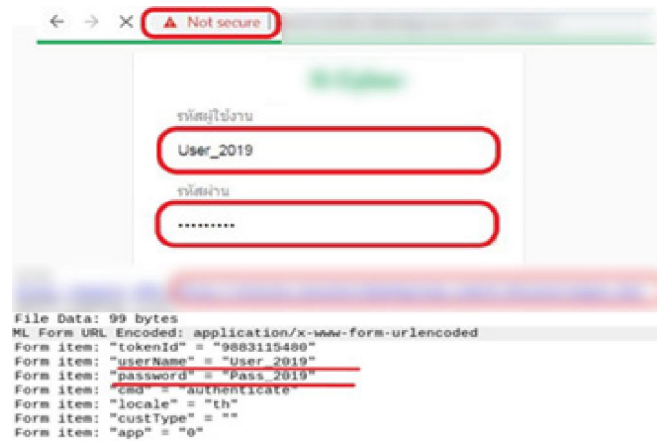 Not secure
รหัสผู้ใช้งาน
User_2019
รหัสผ่าน
•••••••••
File Data: 99 bytes
ML Form URL Encoded: application/x-www-form-urlencoded
Form item: "tokenId" = "9883115480"
Form item: "userName" = "User_2019"
Form item: "password" = "Pass_2019"
Form item: "cmd" = "authenticate"
Form item: "locale" = "th"
Form item: "custType" = ""
Form item: "app" = "0"